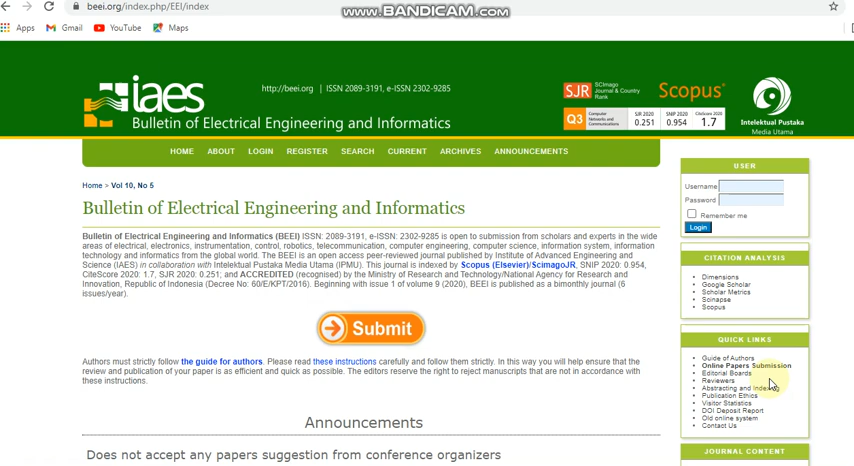 beei.org/index.php/EEI/index
www.BANDICAM.com
Apps Gmail YouTube Maps
iaes
http://beei.org | ISSN 2089-3191, e-ISSN 2302-9285
Bulletin of Electrical Engineering and Informatics
SJR SCImago Journal & Country Rank
Scopus®
Q3 Computer Networks and Communications
SJR 2020 0.251
SNIP 2020 0.954
CiteScore 2020 1.7
Intelektual Pustaka
Media Utama
HOME ABOUT LOGIN REGISTER SEARCH CURRENT ARCHIVES ANNOUNCEMENTS
Home > Vol 10, No 5
Bulletin of Electrical Engineering and Informatics
Bulletin of Electrical Engineering and Informatics (BEEI) ISSN: 2089-3191, e-ISSN: 2302-9285 is open to submission from scholars and experts in the wide
areas of electrical, electronics, instrumentation, control, robotics, telecommunication, computer engineering, computer science, information system, information
technology and informatics from the global world. The BEEI is an open access peer-reviewed journal published by Institute of Advanced Engineering and
Science (IAES) in collaboration with Intelektual Pustaka Media Utama (IPMU). This journal is indexed by Scopus (Elsevier)/ScimagoJR, SNIP 2020: 0.954,
CiteScore 2020: 1.7, SJR 2020: 0.251; and ACCREDITED (recognised) by the Ministry of Research and Technology/National Agency for Research and
Innovation, Republic of Indonesia (Decree No: 60/E/KPT/2016). Beginning with issue 1 of volume 9 (2020), BEEI is published as a bimonthly journal (6
issues/year).
Submit
Authors must strictly follow the guide for authors. Please read these instructions carefully and follow them strictly. In this way you will help ensure that the
review and publication of your paper is as efficient and quick as possible. The editors reserve the right to reject manuscripts that are not in accordance with
these instructions.
Announcements
Does not accept any papers suggestion from conference organizers
USER
Username
Password
Remember me
Login
CITATION ANALYSIS
Dimensions
Google Scholar
Scholar Metrics
Scinapse
Scopus
QUICK LINKS
Guide of Authors
Online Papers Submission
Editorial Boards
Reviewers
Abstracting and Indexing
Publication Ethics
Visitor Statistics
DOI Deposit Report
Old online system
Contact Us
JOURNAL CONTENT